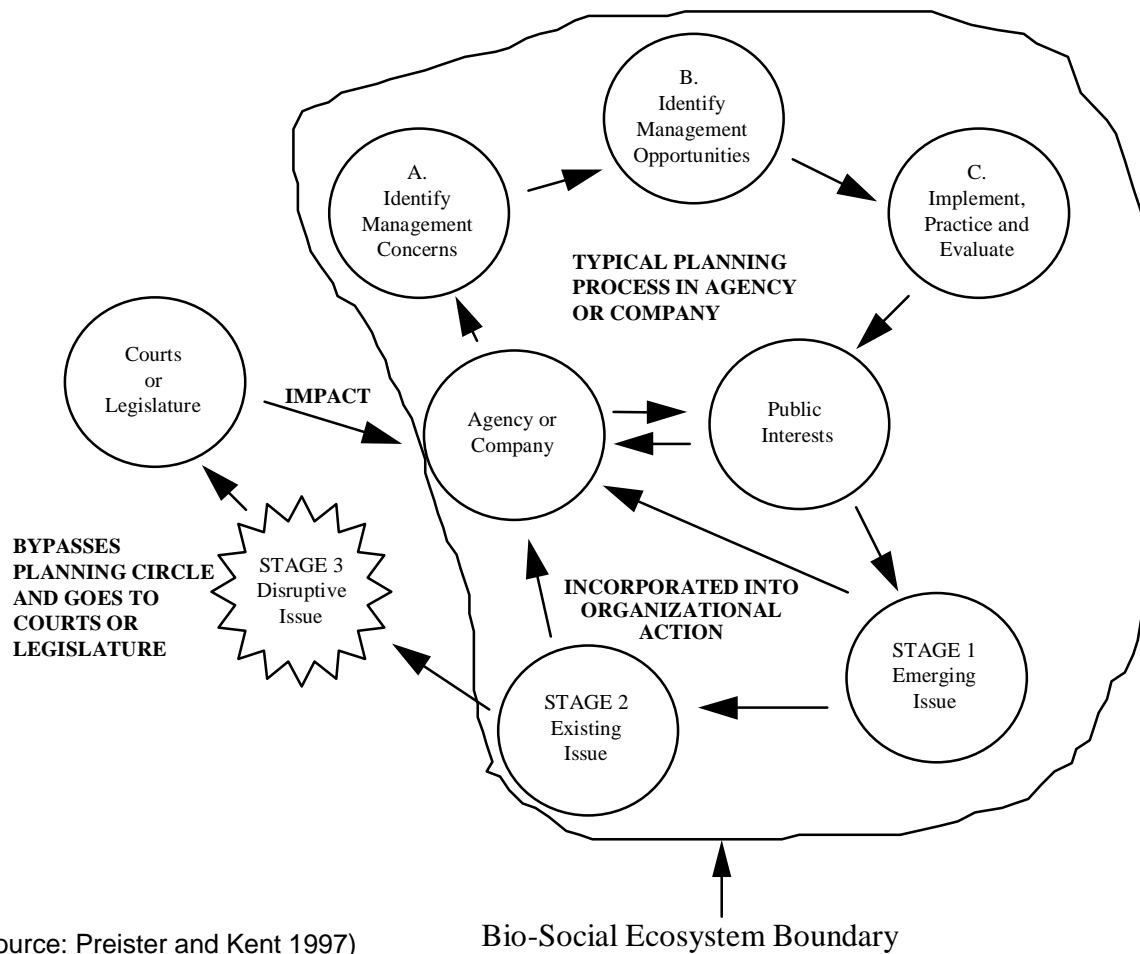 B.
Identify
Management
Opportunities
A.
Identify
Management
Concerns
C.
Implement,
Practice and
Evaluate
TYPICAL PLANNING
PROCESS IN AGENCY
OR COMPANY
Courts
or
Legislature
IMPACT
Agency or
Company
Public
Interests
BYPASSES
PLANNING CIRCLE
AND GOES TO
COURTS OR
LEGISLATURE
STAGE 3
Disruptive
Issue
INCORPORATED INTO
ORGANIZATIONAL
ACTION
STAGE 1
Emerging
Issue
STAGE 2
Existing
Issue
ource: Preister and Kent 1997)
Bio-Social Ecosystem Boundary